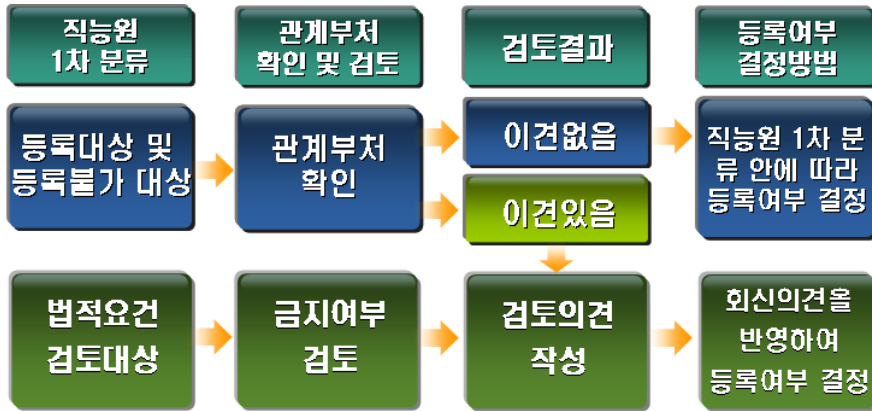 직능원
1차 분류
관계부처
확인 및 검토
검토결과
등록여부
결정방법
등록대상 및
등록불가 대상
관계부처
확인
이견없음
이견있음
직능원 1차 분
류 안에 따라
등록여부 결정
법적요건
검토대상
금지여부
검토
검토의견
작성
회신의견을
반영하여
등록여부 결정